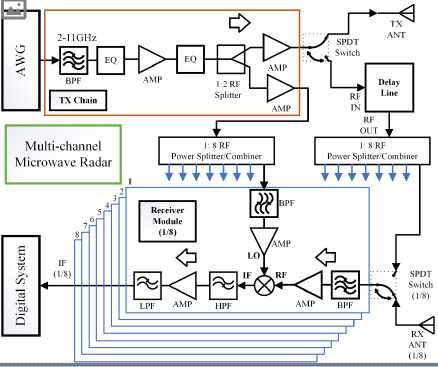 AWG
2-11GHz
BPF
EQ
AMP
EQ
1:2 RF
Splitter
AMP
AMP
TX Chain
SPDT
Switch
TX
ANT
RF
IN
Delay
Line
RF
OUT
Multi-channel
Microwave Radar
1: 8 RF
Power Splitter/Combiner
1: 8 RF
Power Splitter/Combiner
8
7
6
5
4
3
2
Receiver
Module
(1/8)
BPF
AMP
LO
IF
RF
Digital System
IF
(1/8)
LPF
AMP
HPF
AMP
BPF
SPDT
Switch
(1/8)
RX
ANT
(1/8)